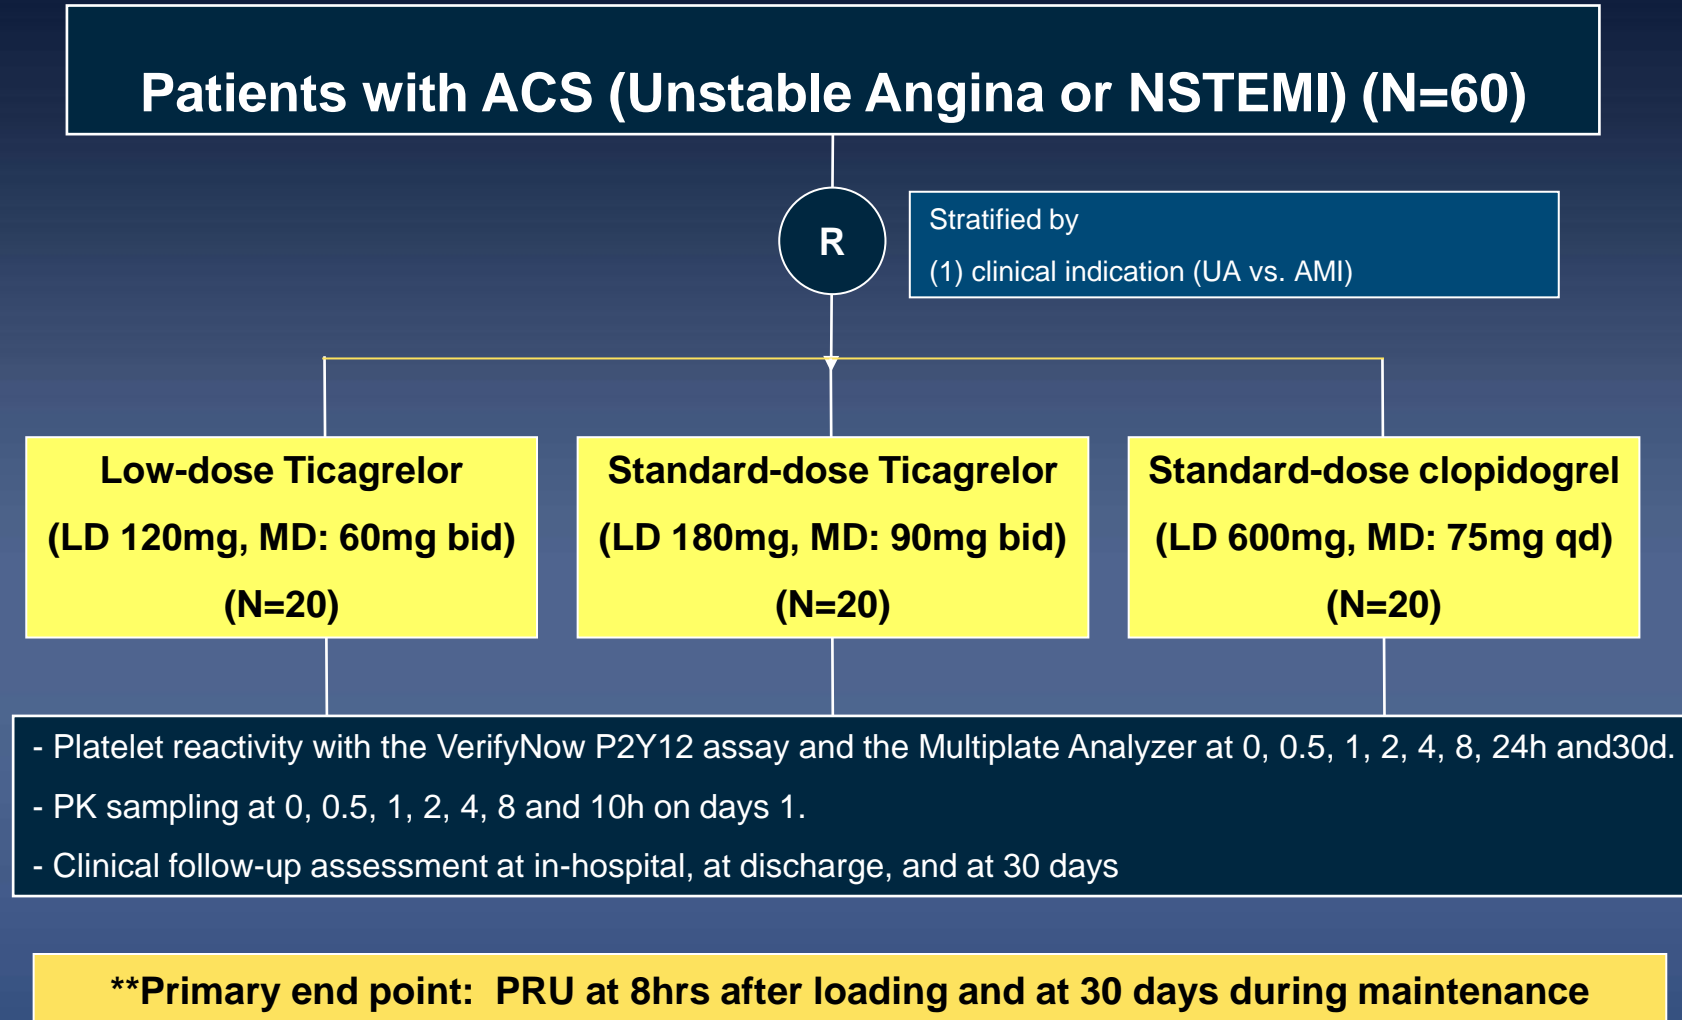 Patients with ACS (Unstable Angina or NSTEMI) (N=60)
R
Stratified by
(1) clinical indication (UA vs. AMI)
Low-dose Ticagrelor
(LD 120mg, MD: 60mg bid)
(N=20)
Standard-dose Ticagrelor
(LD 180mg, MD: 90mg bid)
(N=20)
Standard-dose clopidogrel
(LD 600mg, MD: 75mg qd)
(N=20)
- Platelet reactivity with the VerifyNow P2Y12 assay and the Multiplate Analyzer at 0, 0.5, 1, 2, 4, 8, 24h and30d.
- PK sampling at 0, 0.5, 1, 2, 4, 8 and 10h on days 1.
- Clinical follow-up assessment at in-hospital, at discharge, and at 30 days
**Primary end point:  PRU at 8hrs after loading and at 30 days during maintenance